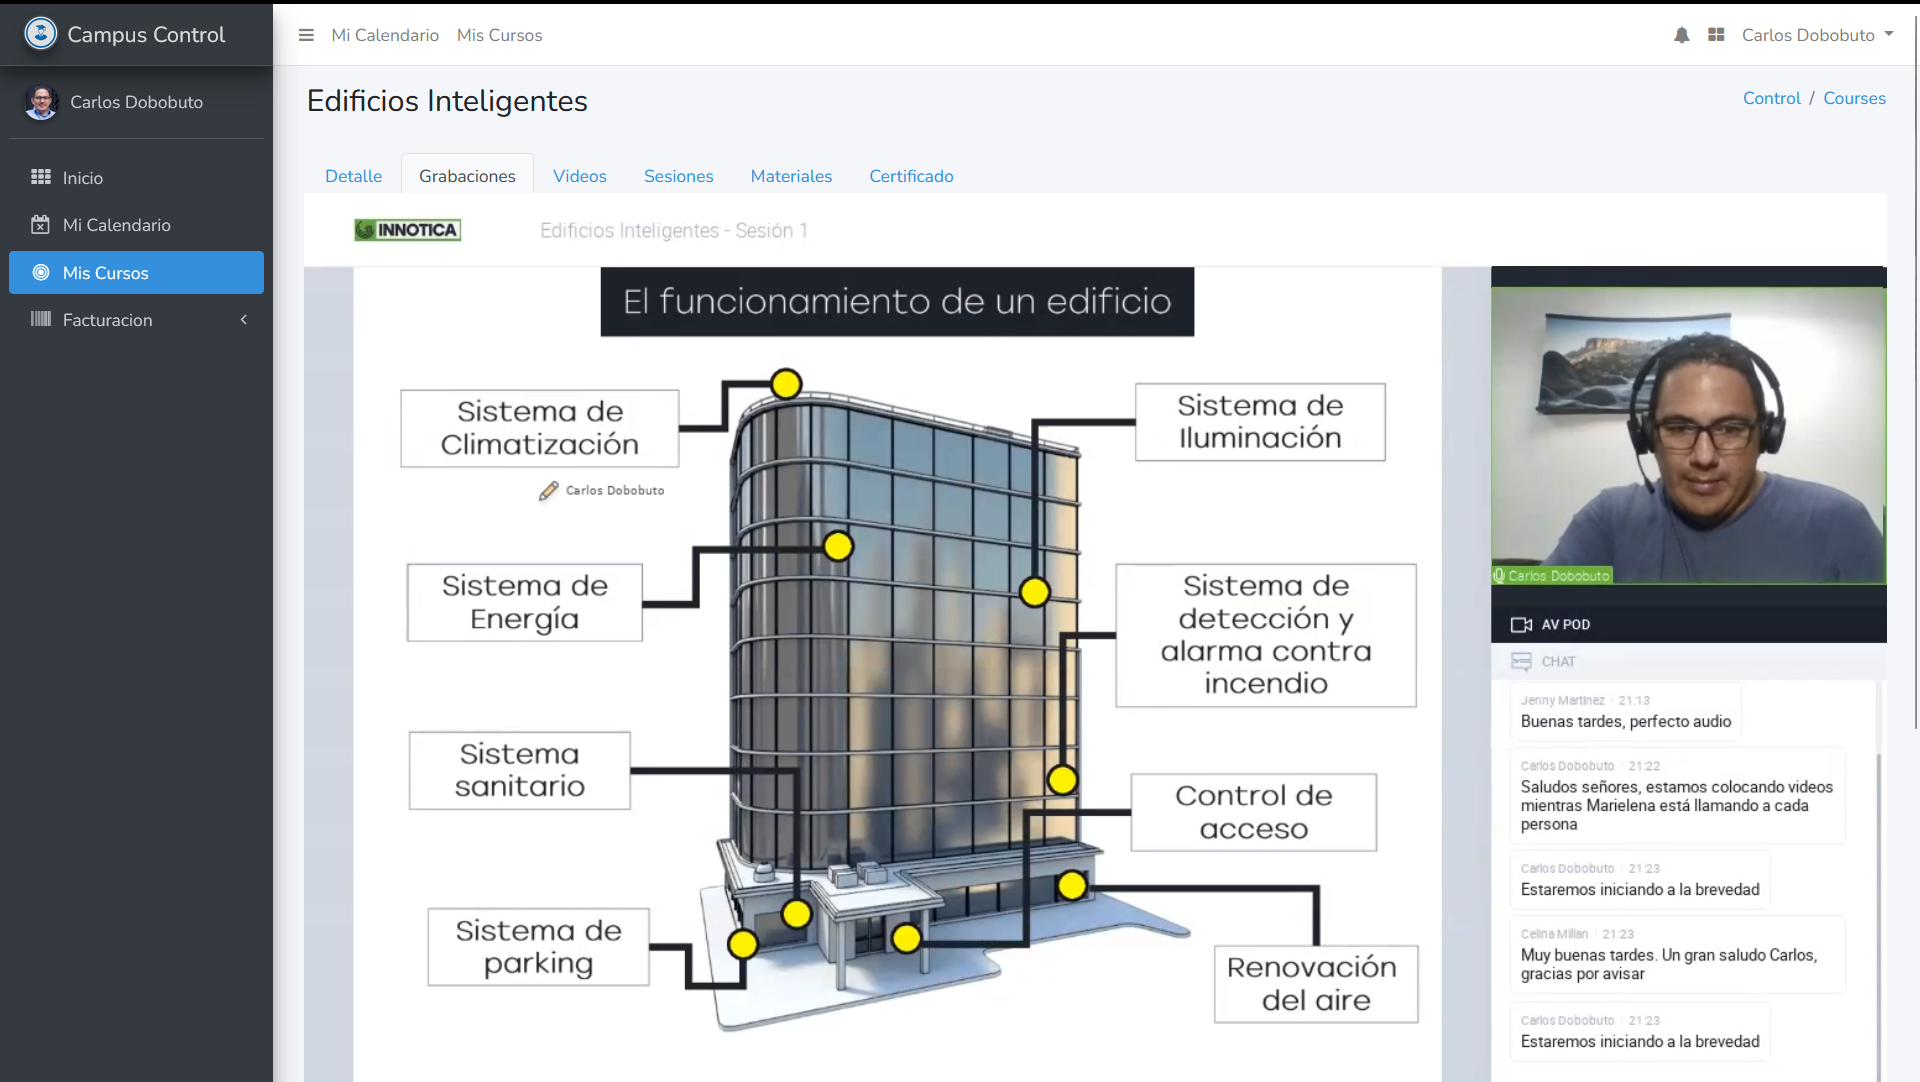 Campus Control
Mi Calendario
Mis Cursos
Carlos Dobobuto
Carlos Dobobuto
Inicio
Mi Calendario
Mis Cursos
Facturacion
Edificios Inteligentes
Control / Courses
Detalle
Grabaciones
Videos
Sesiones
Materiales
Certificado
INNOTICA
Edificios Inteligentes - Sesión 1
El funcionamiento de un edificio
Sistema de
Climatización
Carlos Dobobuto
Sistema de
Energía
Sistema
sanitario
Sistema de
parking
Sistema de
Iluminación
Sistema de
detección y
alarma contra
incendio
Control de
acceso
Renovación
del aire
Carlos Dobobuto
AV POD
CHAT
Jenny Martinez 21:13
Buenas tardes, perfecto audio
Carlos Dobobuto 21:22
Saludos señores, estamos colocando videos
mientras Marielena está llamando a cada
persona
Carlos Dobobuto 21:23
Estaremos iniciando a la brevedad
Celina Millan 21:23
Muy buenas tardes. Un gran saludo Carlos,
gracias por avisar
Carlos Dobobuto 21:23
Estaremos iniciando a la brevedad